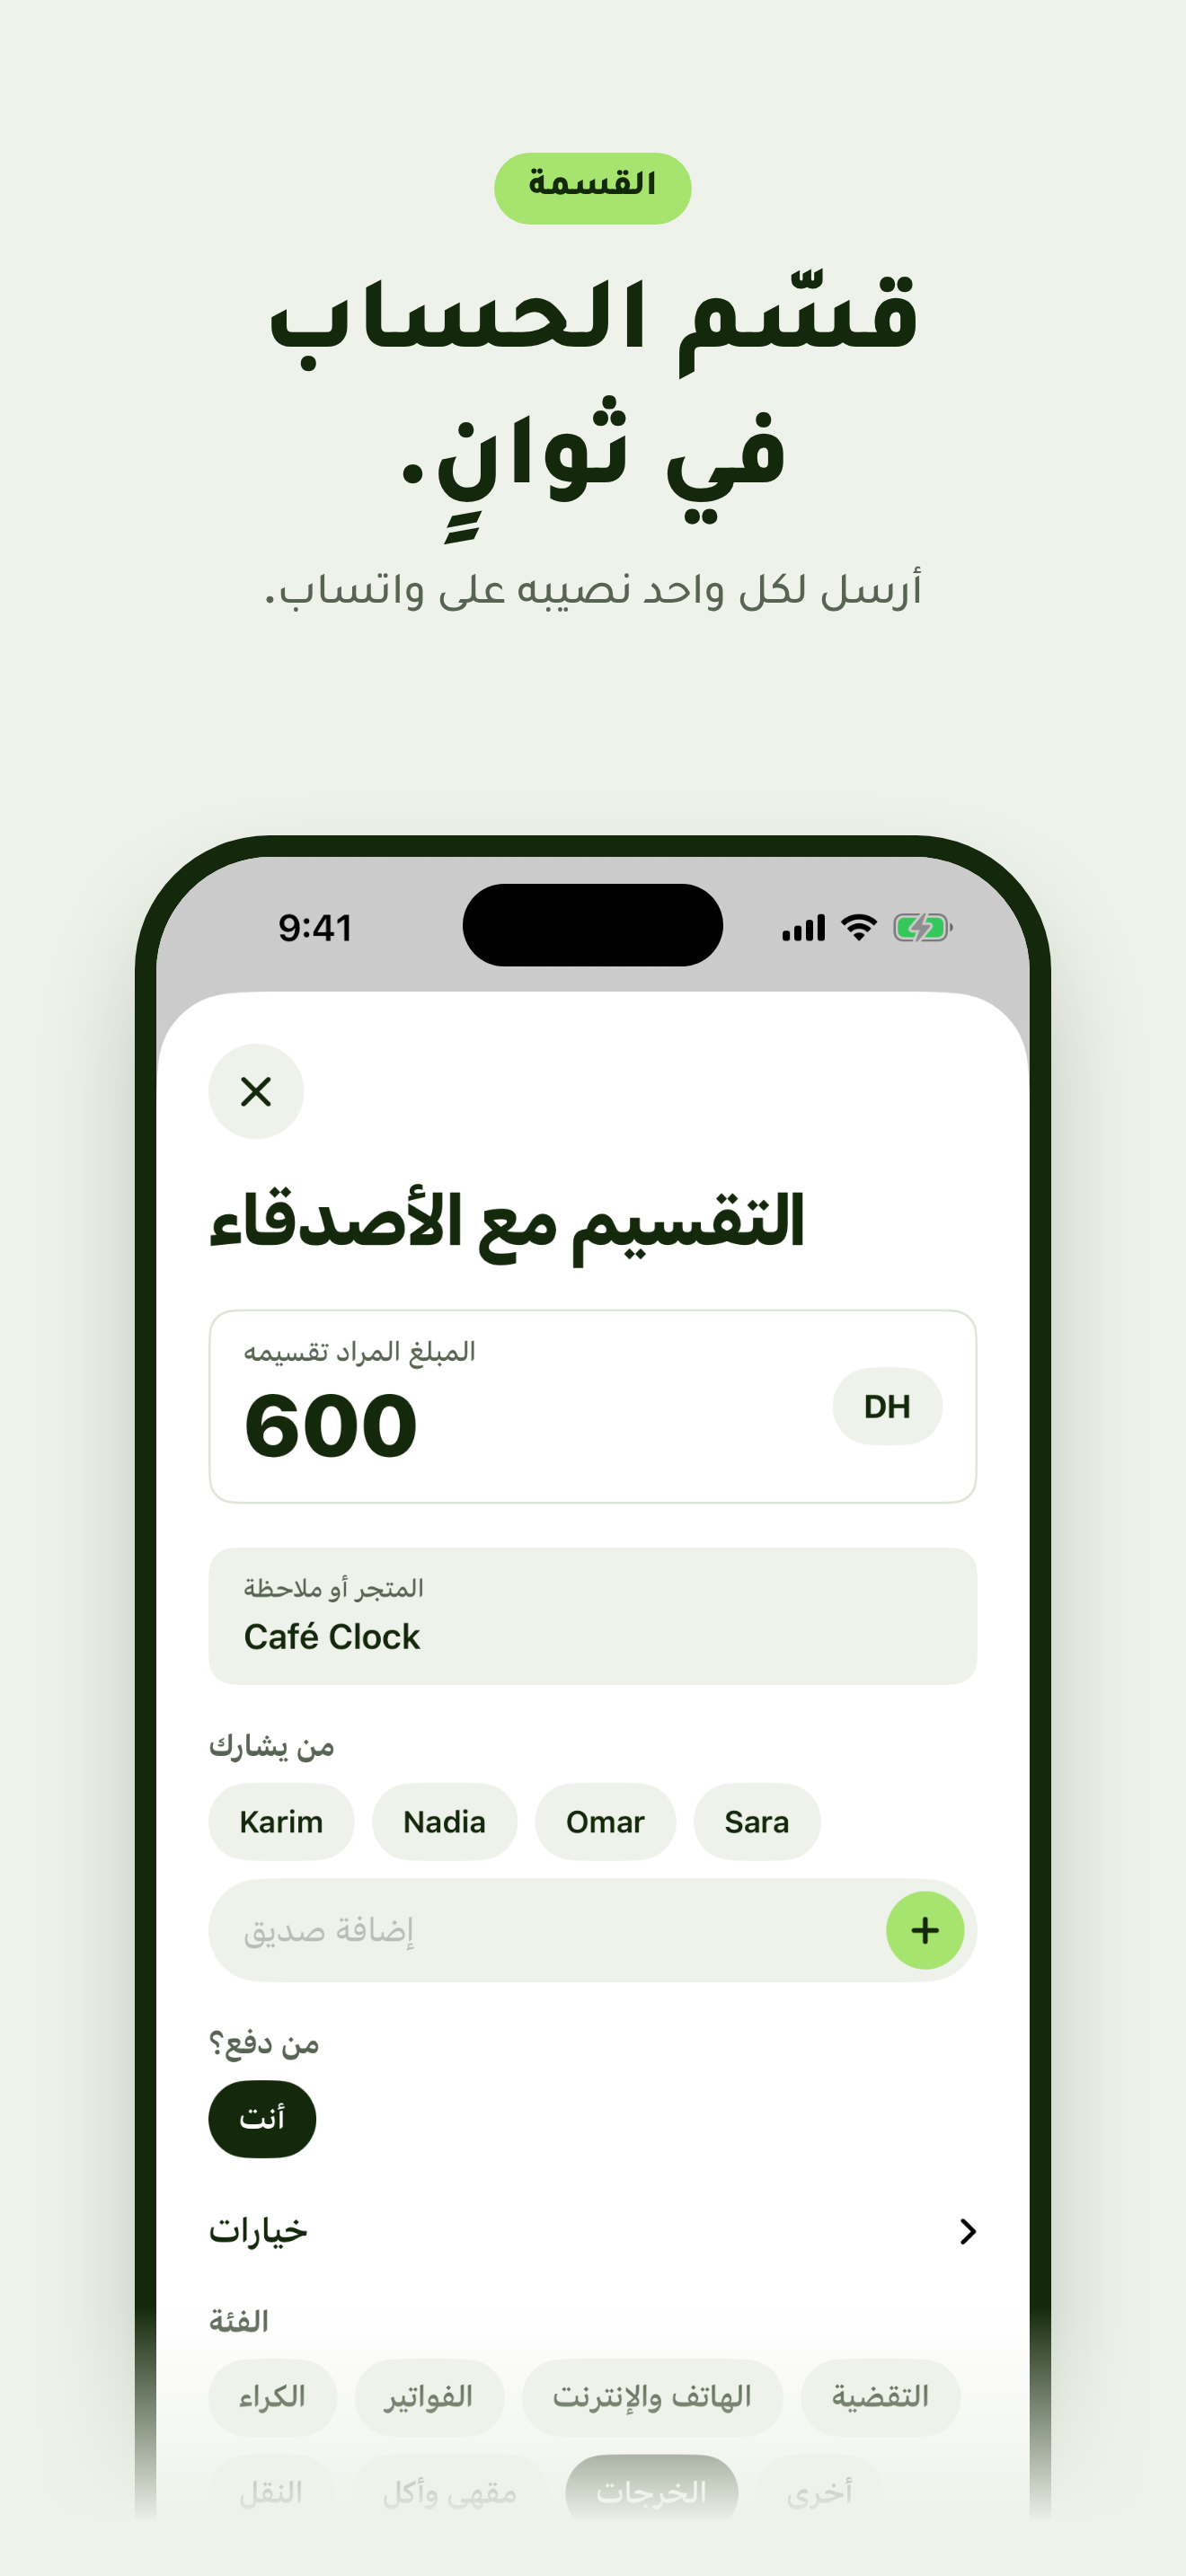 القسمة
قسّم الحساب
في ثوانٍ.
أرسل لكل واحد نصيبه على واتساب.
9:41
التقسيم مع الأصدقاء
المبلغ المراد تقسيمه
600
DH
المتجر أو ملاحظة
Café Clock
من يشارك
Karim Nadia Omar Sara
إضافة صديق
من دفع؟
أنت
خيارات
الفئة
الكراء الفواتير الهاتف والإنترنت التقضية
النقل مقهى وأكل الخرجات أخرى